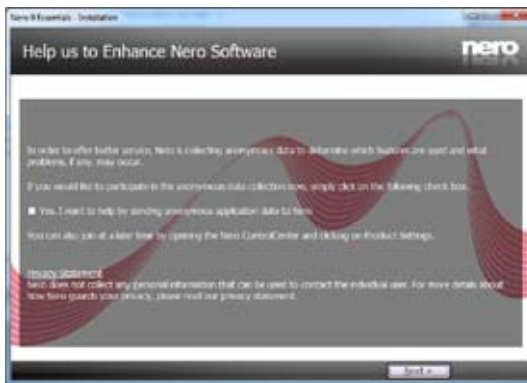 Nero 9 Essentials - Installation
Help us to Enhance Nero Software
nero
In order to offer better service, Nero is collecting anonymous data to determine which features are used and what
problems, if any, may occur.
If you would like to participate in this anonymous data collection now, simply click on the following check box.
Yes, I want to help by sending anonymous application data to Nero
You can also join at a later time by opening the Nero ControlCenter and clicking on Product Settings.
Privacy Statement
Nero does not collect any personal information that can be used to contact the individual user. For more details about
how Nero guards your privacy, please read our privacy statement.
Next >